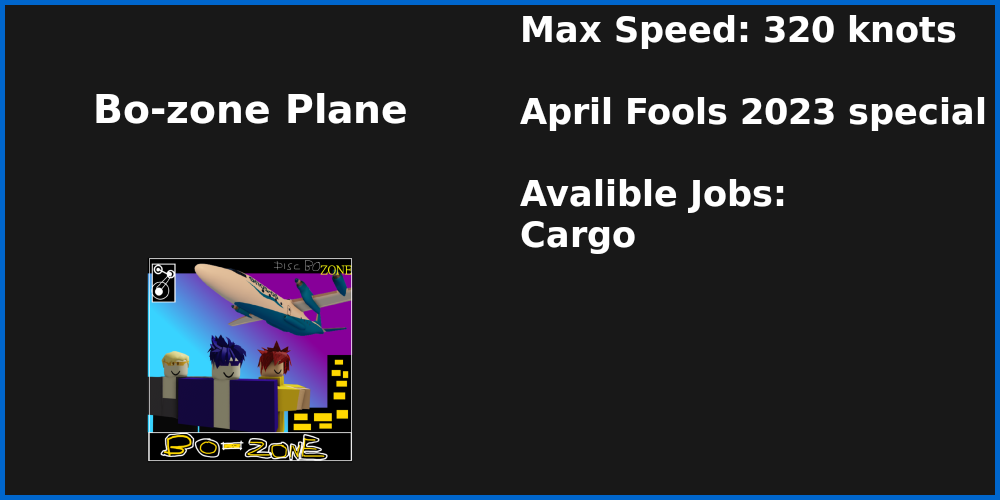 Max Speed: 320 knots
Bo-zone Plane
April Fools 2023 special
Avalible Jobs:
Cargo
DISC BO ZONE
BO-ZONE